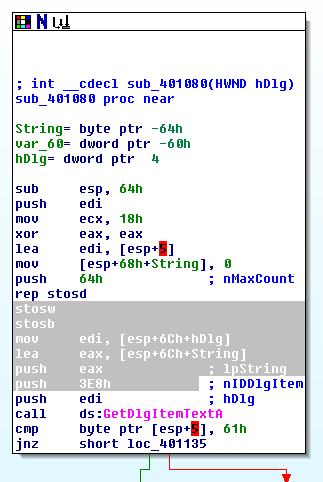 ; int __cdecl sub_401080(HWND hDlg)
sub_401080 proc near
String= byte ptr -64h
var_60= dword ptr -60h
hDlg= dword ptr  4
sub     esp, 64h
push    edi
mov     ecx, 18h
xor     eax, eax
lea     edi, [esp+5]
mov     [esp+68h+String], 0
push    64h             ; nMaxCount
rep stosd
stosw
stosb
mov     edi, [esp+6Ch+hDlg]
lea     eax, [esp+6Ch+String]
push    eax             ; lpString
push    3E8h            ; nIDDlgItem
push    edi             ; hDlg
call    ds:GetDlgItemTextA
cmp     byte ptr [esp+5], 61h
jnz     short loc_401135